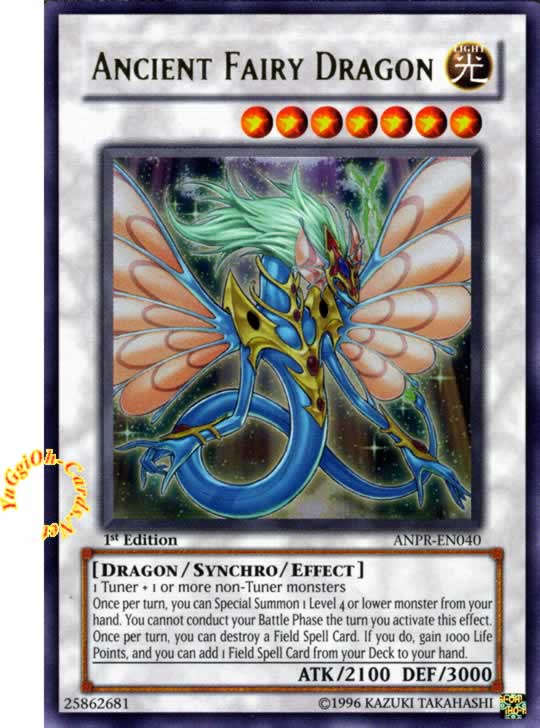 ANCIENT FAIRY DRAGON
LIGHT
光
YuGgiOh-Cards.Net
1st Edition
ANPR-EN040
[DRAGON/SYNCHRO/EFFECT]
1 Tuner + 1 or more non-Tuner monsters
Once per turn, you can Special Summon 1 Level 4 or lower monster from your
hand. You cannot conduct your Battle Phase the turn you activate this effect.
Once per turn, you can destroy a Field Spell Card. If you do, gain 1000 Life
Points, and you can add 1 Field Spell Card from your Deck to your hand.
ATK/2100 DEF/3000
25862681
©1996 KAZUKI TAKAHASHI